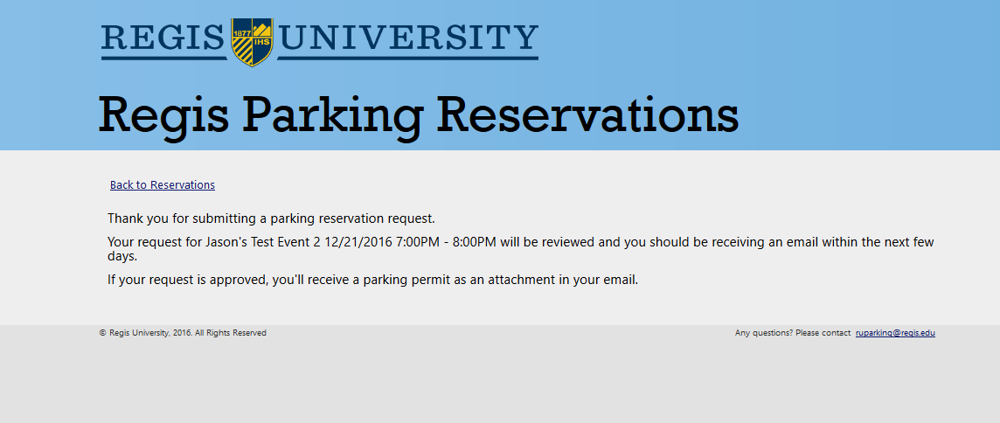 REGIS UNIVERSITY
1877 IHS
Regis Parking Reservations
Back to Reservations
Thank you for submitting a parking reservation request.
Your request for Jason's Test Event 2 12/21/2016 7:00PM - 8:00PM will be reviewed and you should be receiving an email within the next few
days.
If your request is approved, you'll receive a parking permit as an attachment in your email.
© Regis University, 2016. All Rights Reserved
Any questions? Please contact ruparking@regis.edu